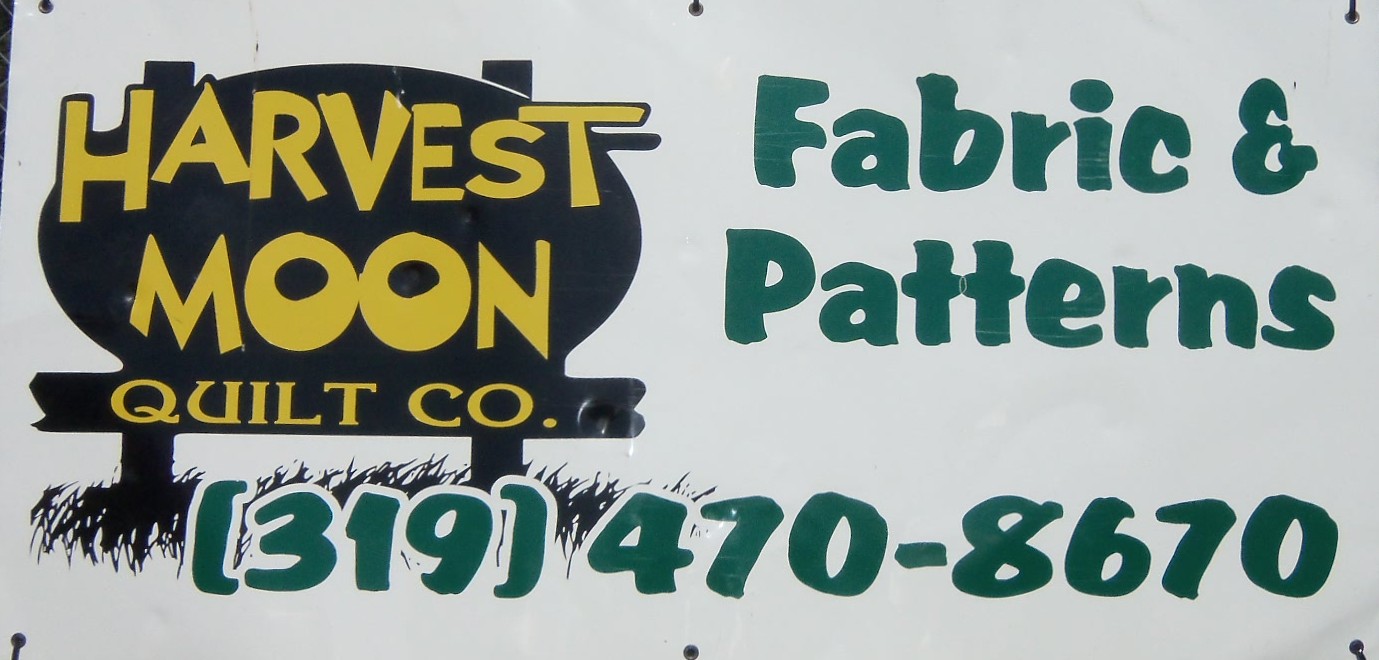 HARVEST
MOON
QUILT CO.
Fabric &
Patterns
(319) 470-8670